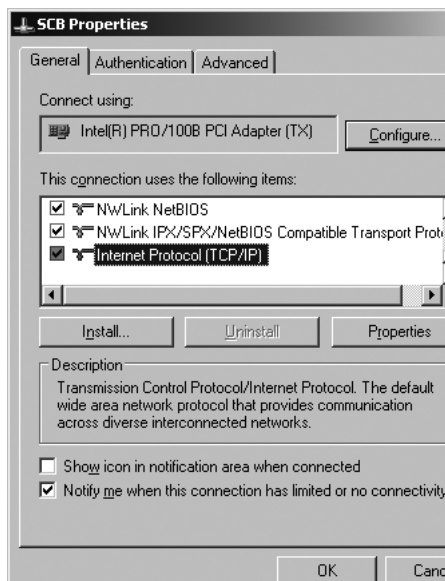 SCB Properties
General Authentication Advanced
Connect using:
Intel(R) PRO/100B PCI Adapter (TX) Configure...
This connection uses the following items:
NWLink NetBIOS
NWLink IPX/SPX/NetBIOS Compatible Transport Proto
Internet Protocol (TCP/IP)
Install... Uninstall Properties
Description
Transmission Control Protocol/Internet Protocol. The default
wide area network protocol that provides communication
across diverse interconnected networks.
Show icon in notification area when connected
Notify me when this connection has limited or no connectivity
OK Canc